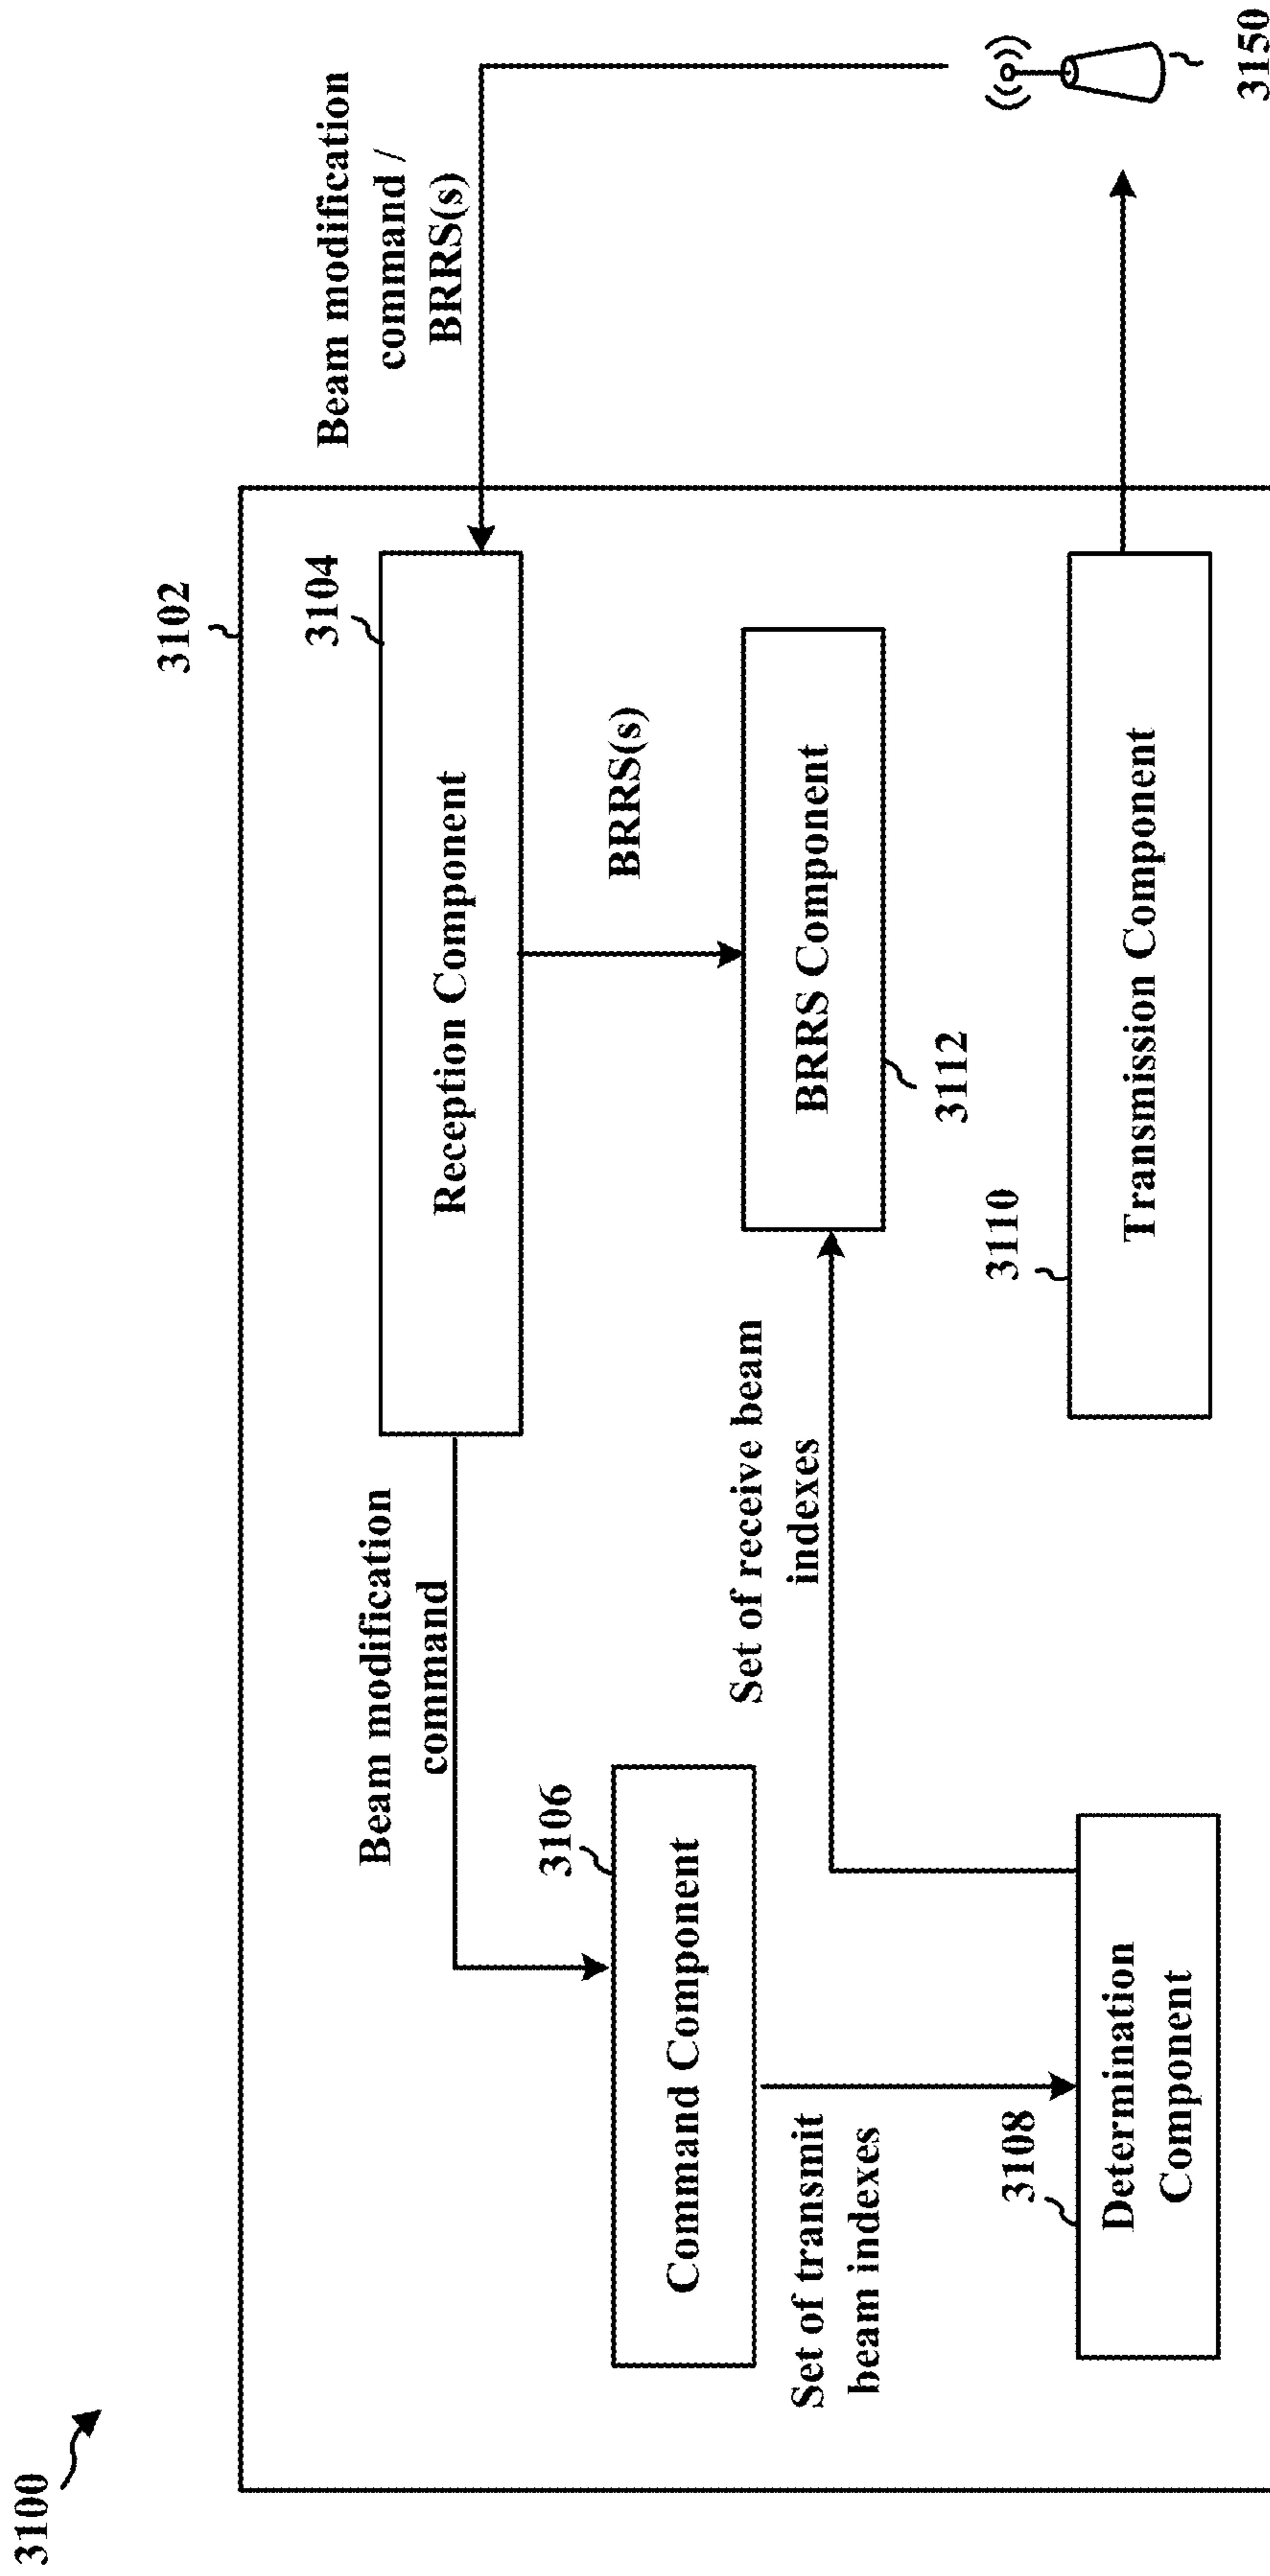 3100
3102
Beam modification
command /
BRRS(s)
3104
Reception Component
Beam modification
command
BRRS(s)
3106
Command Component
Set of receive beam
indexes
BRRS Component
3112
Set of transmit
beam indexes
3108
Determination
Component
3110
Transmission Component
3150